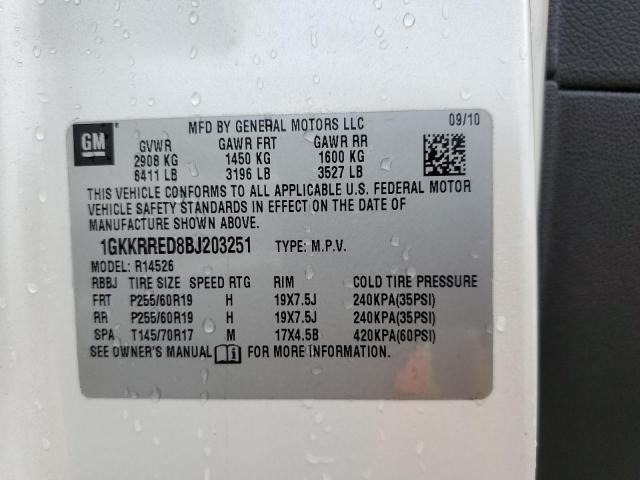 MFD BY GENERAL MOTORS LLC 09/10
GM
GVWR GAWR FRT GAWR RR
2908 KG 1450 KG 1600 KG
6411 LB 3196 LB 3527 LB
THIS VEHICLE CONFORMS TO ALL APPLICABLE U.S. FEDERAL MOTOR
VEHICLE SAFETY STANDARDS IN EFFECT ON THE DATE OF
MANUFACTURE SHOWN ABOVE.
1GKKRRED8BJ203251 TYPE: M.P.V.
MODEL: R14526
RBBJ TIRE SIZE SPEED RTG RIM COLD TIRE PRESSURE
FRT P255/60R19 H 19X7.5J 240KPA(35PSI)
RR P255/60R19 H 19X7.5J 240KPA(35PSI)
SPA T145/70R17 M 17X4.5B 420KPA(60PSI)
SEE OWNER'S MANUAL FOR MORE INFORMATION.